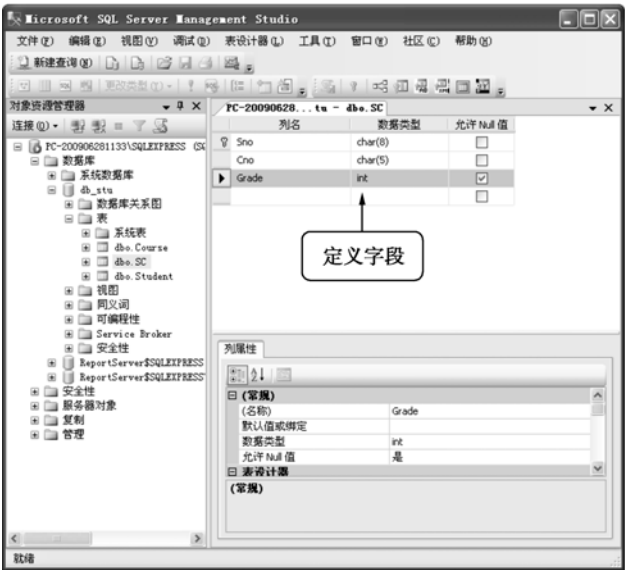 Microsoft SQL Server Management Studio
文件(F) 编辑(E) 视图(V) 调试(D) 表设计器(L) 工具(T) 窗口(W) 社区(C) 帮助(H)
新建查询(N)
更改类型(Y)
对象资源管理器
连接(O)
PC-200906281133\SQLEXPRESS (SQ
数据库
系统数据库
db_stu
数据库关系图
表
系统表
dbo.Course
dbo.SC
dbo.Student
视图
同义词
可编程性
Service Broker
安全性
ReportServer$SQLEXPRESS
ReportServer$SQLEXPRESST
安全性
服务器对象
复制
管理
PC-20090628...tu - dbo.SC
列名 数据类型 允许 Null 值
Sno char(8)
Cno char(5)
Grade int
定义字段
列属性
(常规)
(名称) Grade
默认值或绑定
数据类型 int
允许 Null 值 是
表设计器
(常规)
就绪